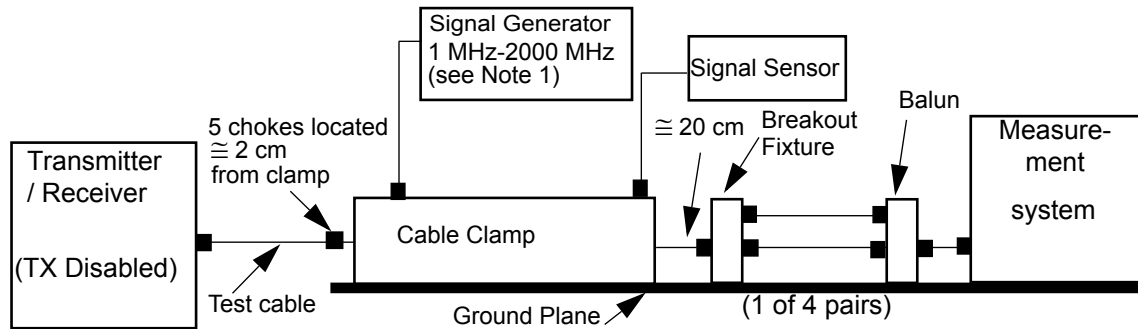 Signal Generator
1 MHz-2000 MHz
(see Note 1)
Signal Sensor
Balun
5 chokes located
≅ 2 cm
from clamp
≅ 20 cm
Breakout
Fixture
Measure-
ment
system
Transmitter
/ Receiver
(TX Disabled)
Cable Clamp
Test cable
Ground Plane
(1 of 4 pairs)